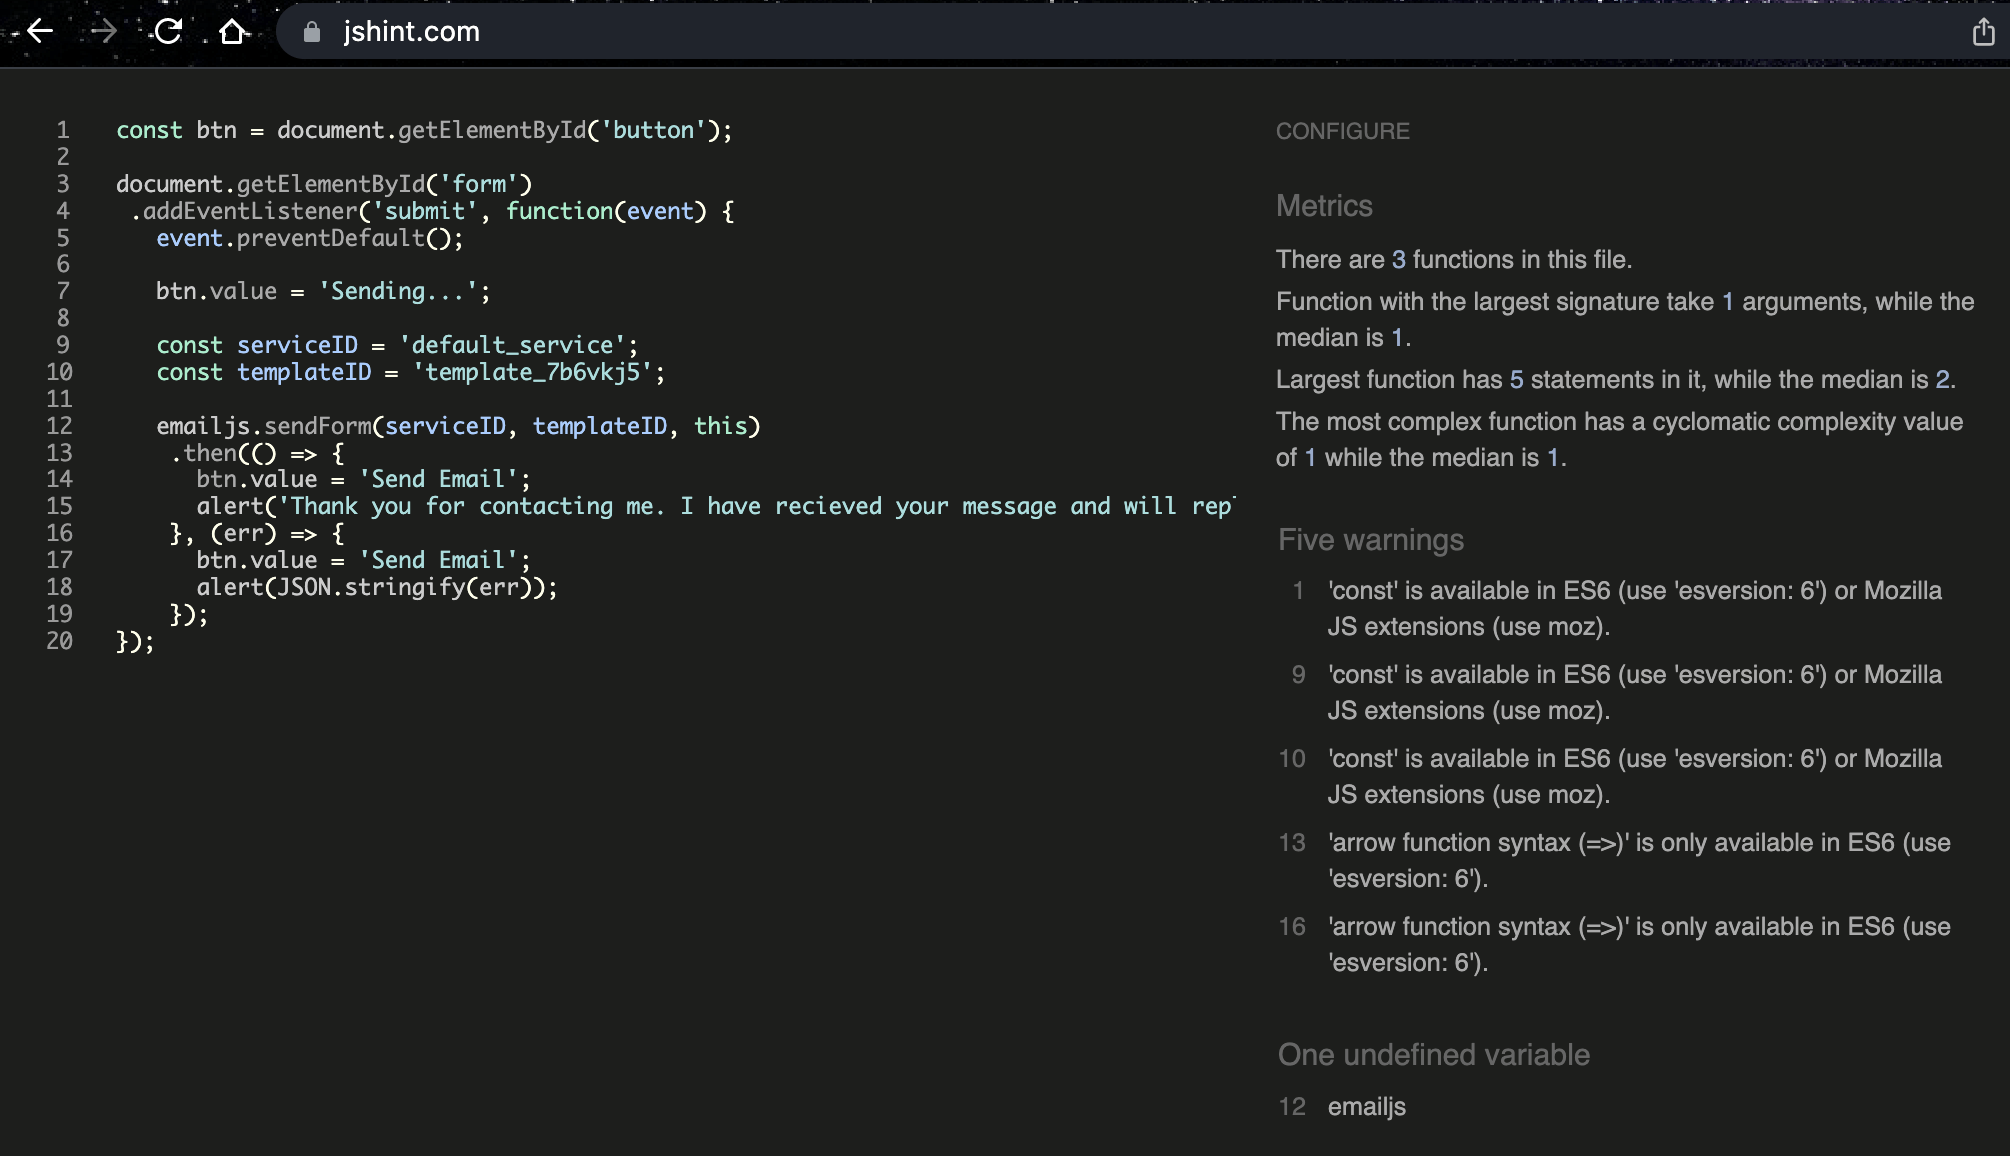 jshint.com
1 const btn = document.getElementById('button');
2
3 document.getElementById('form')
4 .addEventListener('submit', function(event) {
5 event.preventDefault();
6
7 btn.value = 'Sending...';
8
9 const serviceID = 'default_service';
10 const templateID = 'template_7b6vkj5';
11
12 emailjs.sendForm(serviceID, templateID, this)
13 .then(() => {
14 btn.value = 'Send Email';
15 alert('Thank you for contacting me. I have recieved your message and will rep
16 }, (err) => {
17 btn.value = 'Send Email';
18 alert(JSON.stringify(err));
19 });
20 });
CONFIGURE
Metrics
There are 3 functions in this file.
Function with the largest signature take 1 arguments, while the
median is 1.
Largest function has 5 statements in it, while the median is 2.
The most complex function has a cyclomatic complexity value
of 1 while the median is 1.
Five warnings
1 'const' is available in ES6 (use 'esversion: 6') or Mozilla
JS extensions (use moz).
9 'const' is available in ES6 (use 'esversion: 6') or Mozilla
JS extensions (use moz).
10 'const' is available in ES6 (use 'esversion: 6') or Mozilla
JS extensions (use moz).
13 'arrow function syntax (=>)' is only available in ES6 (use
'esversion: 6').
16 'arrow function syntax (=>)' is only available in ES6 (use
'esversion: 6').
One undefined variable
12 emailjs